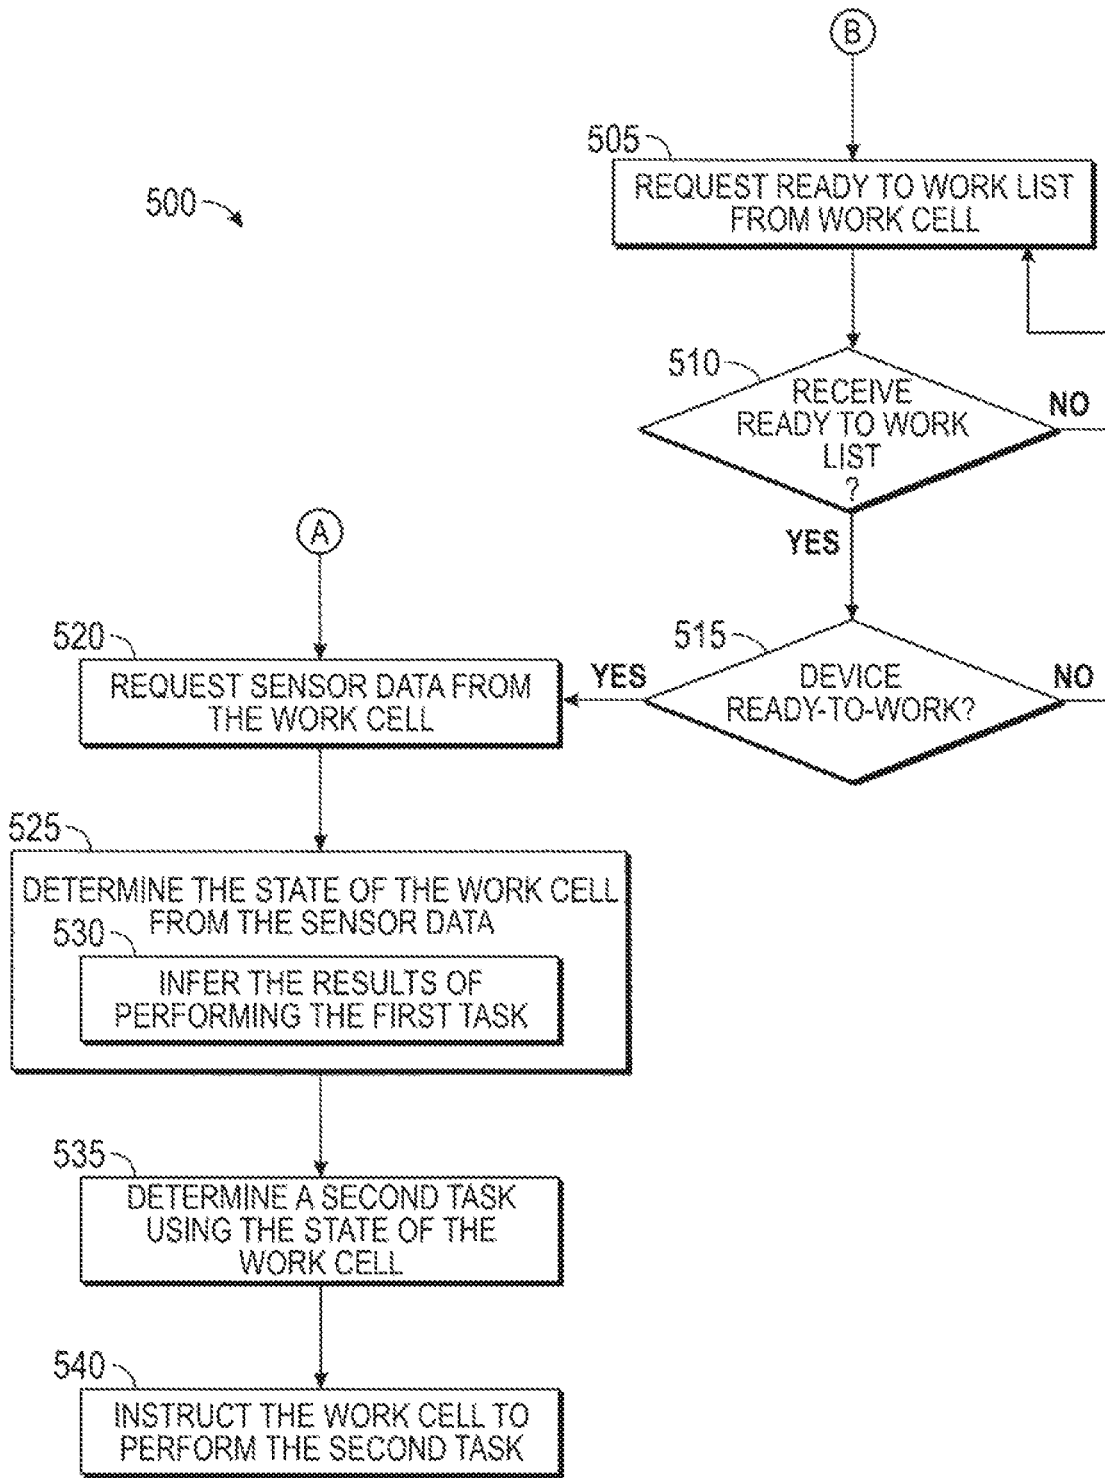 B
505
REQUEST READY TO WORK LIST
FROM WORK CELL
500
510
RECEIVE
READY TO WORK
LIST
?
NO
YES
A
515
DEVICE
READY-TO-WORK?
YES
NO
520
REQUEST SENSOR DATA FROM
THE WORK CELL
525
DETERMINE THE STATE OF THE WORK CELL
FROM THE SENSOR DATA
530
INFER THE RESULTS OF
PERFORMING THE FIRST TASK
535
DETERMINE A SECOND TASK
USING THE STATE OF THE
WORK CELL
540
INSTRUCT THE WORK CELL TO
PERFORM THE SECOND TASK